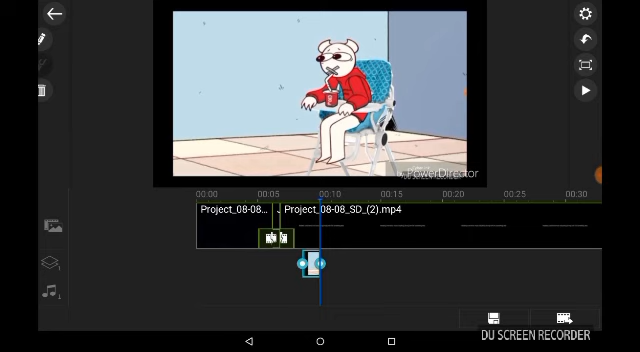 PowerDirector
00:00 00:05 00:10 00:15 00:20 00:25 00:30
Project_08-08... Project_08-08_SD_(2).mp4
DU SCREEN RECORDER